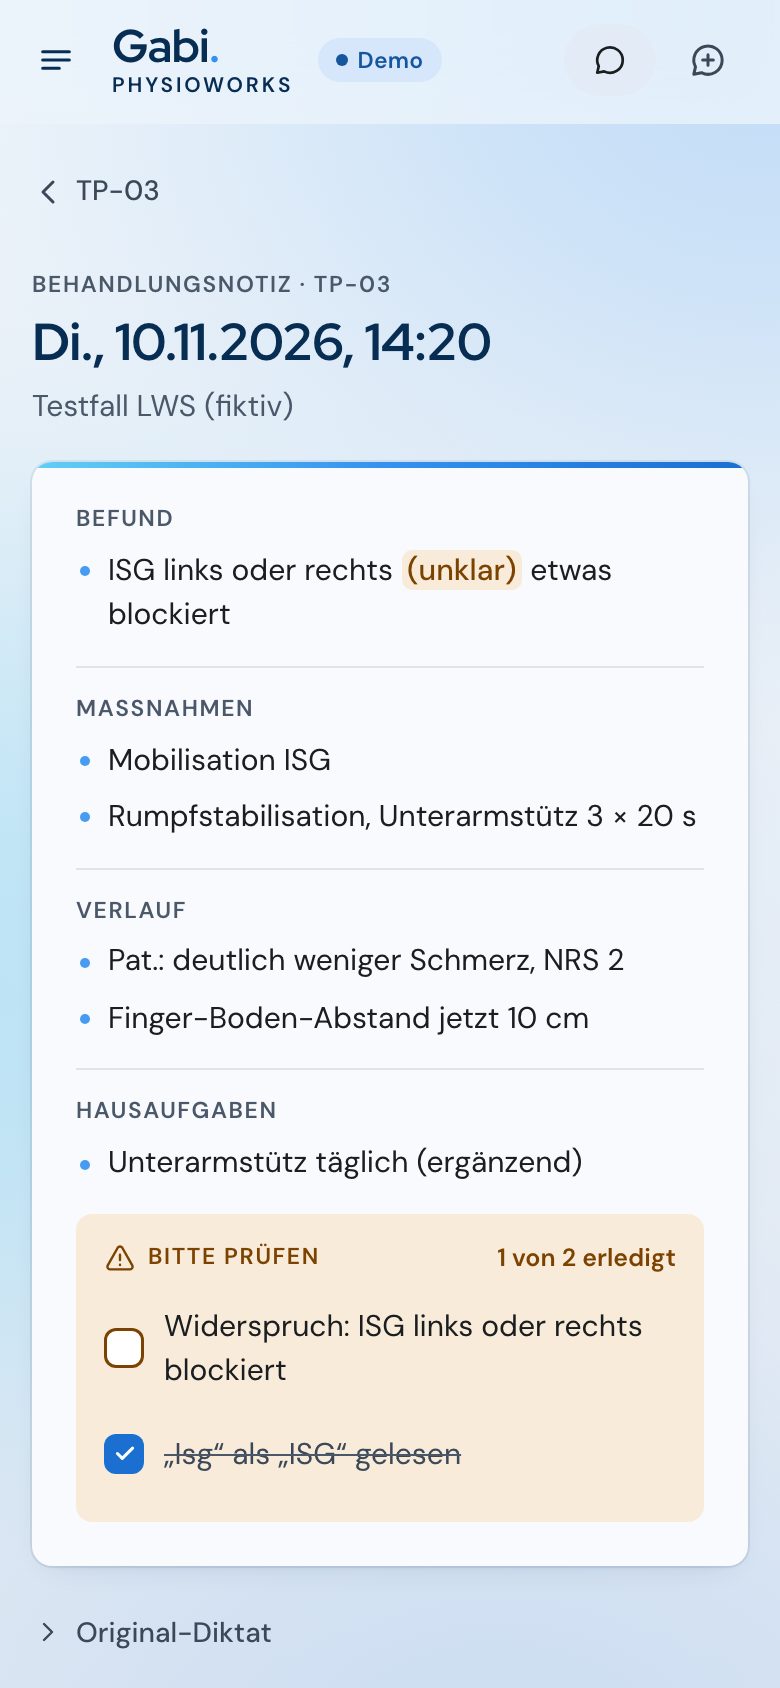 Gabi.
PHYSIOWORKS
Demo
TP-03
BEHANDLUNGSNOTIZ · TP-03
Di., 10.11.2026, 14:20
Testfall LWS (fiktiv)
BEFUND
ISG links oder rechts (unklar) etwas
blockiert
MASSNAHMEN
Mobilisation ISG
Rumpfstabilisation, Unterarmstütz 3 × 20 s
VERLAUF
Pat.: deutlich weniger Schmerz, NRS 2
Finger-Boden-Abstand jetzt 10 cm
HAUSAUFGABEN
Unterarmstütz täglich (ergänzend)
BITTE PRÜFEN
1 von 2 erledigt
Widerspruch: ISG links oder rechts
blockiert
„Isg“ als „ISG“ gelesen
Original-Diktat